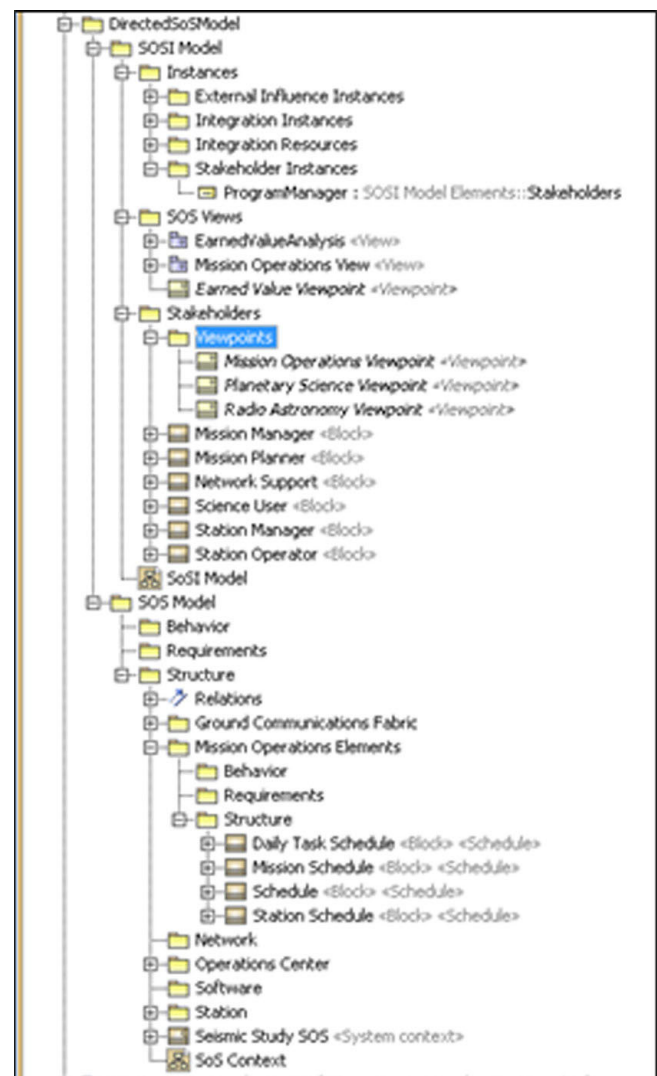 DirectedSoSModel
SOSI Model
Instances
External Influence Instances
Integration Instances
Integration Resources
Stakeholder Instances
ProgramManager : SOSI Model Elements::Stakeholders
SOS Views
EarnedValueAnalysis «View»
Mission Operations View «View»
Earned Value Viewpoint «Viewpoint»
Stakeholders
Viewpoints
Mission Operations Viewpoint «Viewpoint»
Planetary Science Viewpoint «Viewpoint»
Radio Astronomy Viewpoint «Viewpoint»
Mission Manager «Block»
Mission Planner «Block»
Network Support «Block»
Science User «Block»
Station Manager «Block»
Station Operator «Block»
SoSI Model
SOS Model
Behavior
Requirements
Structure
Relations
Ground Communications Fabric
Mission Operations Elements
Behavior
Requirements
Structure
Daily Task Schedule «Block» «Schedule»
Mission Schedule «Block» «Schedule»
Schedule «Block» «Schedule»
Station Schedule «Block» «Schedule»
Network
Operations Center
Software
Station
Seismic Study SOS «System context»
SoS Context